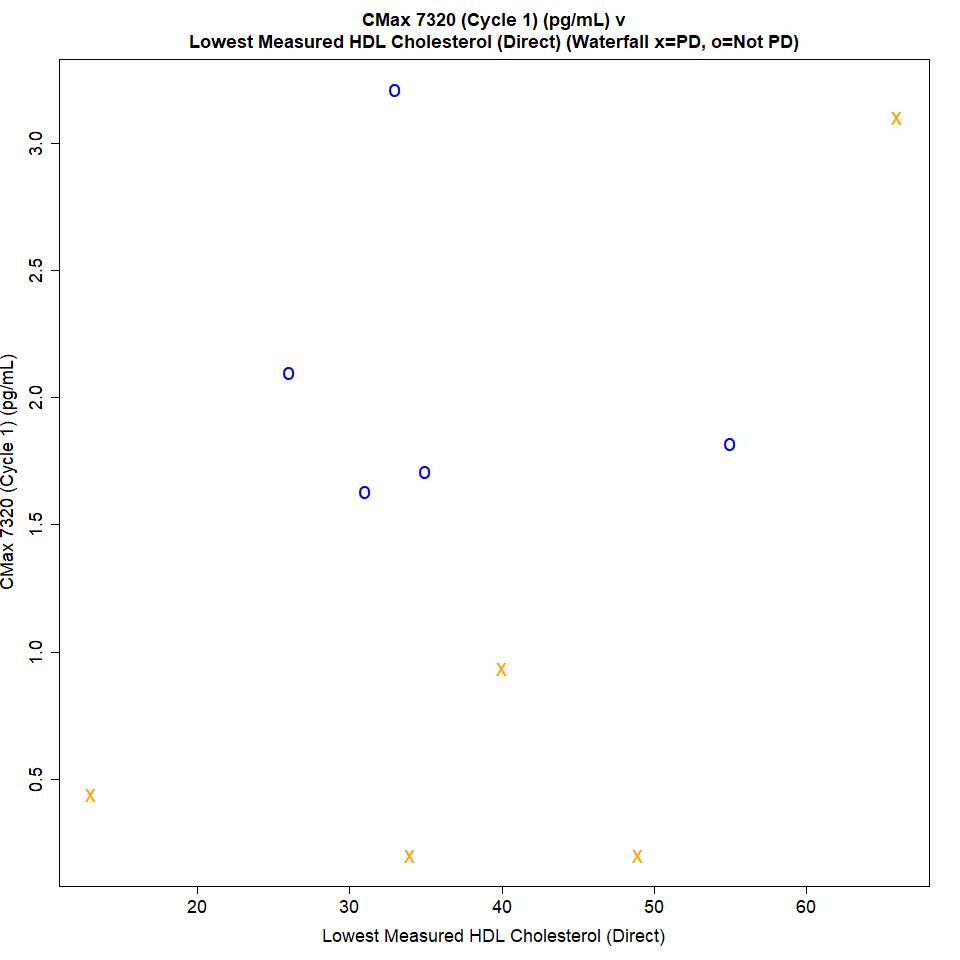 CMax 7320 (Cycle 1) (pg/mL) v
Lowest Measured HDL Cholesterol (Direct) (Waterfall x=PD, o=Not PD)
CMax 7320 (Cycle 1) (pg/mL)
3.0
2.5
2.0
1.5
1.0
0.5
o
x
o
o
o
o
x
x
x
x
20
30
40
50
60
Lowest Measured HDL Cholesterol (Direct)